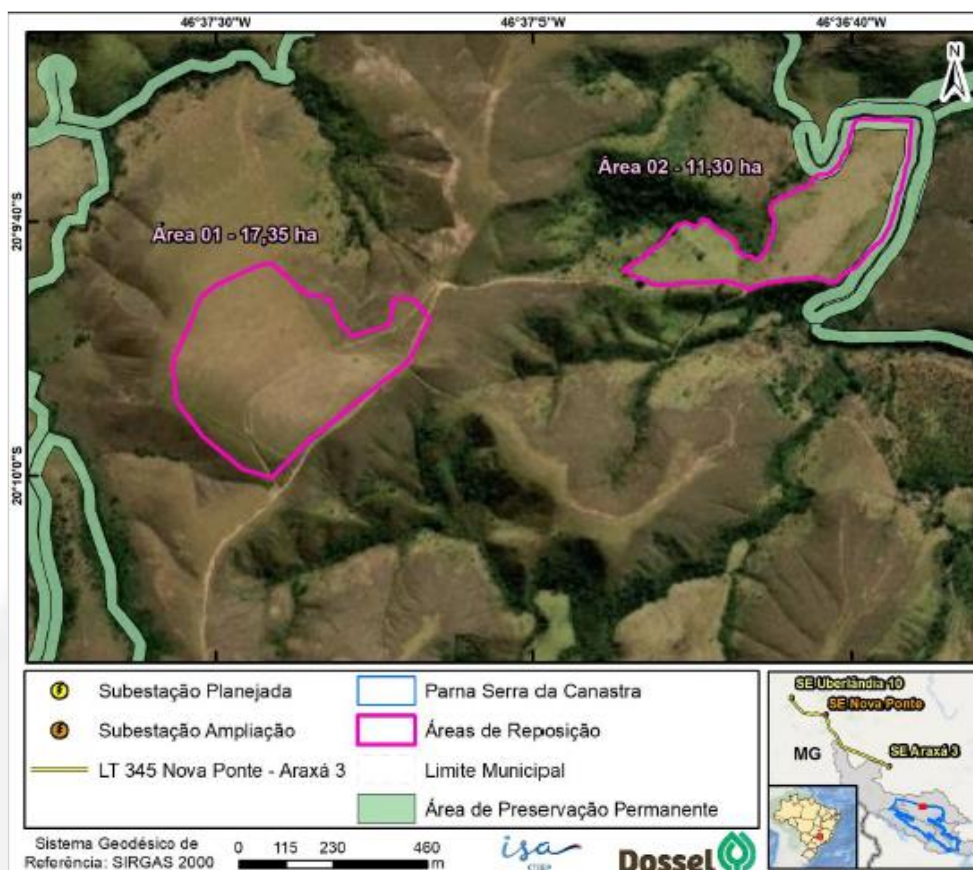 46°37'30"W
46°37'5"W
46°36'40"W
N
Área 02 - 11,30 ha
20°9'40"S
Área 01 - 17,35 ha
20°10'0"S
Subestação Planejada
Parna Serra da Canastra
Subestação Ampliação
Áreas de Reposição
LT 345 Nova Ponte - Araxá 3
Limite Municipal
Área de Preservação Permanente
SE Uberlândia 10
SE Nova Ponte
MG
SE Araxá 3
Sistema Geodésico de
Referência: SIRGAS 2000
0 115 230 460
m
isa
Dossel